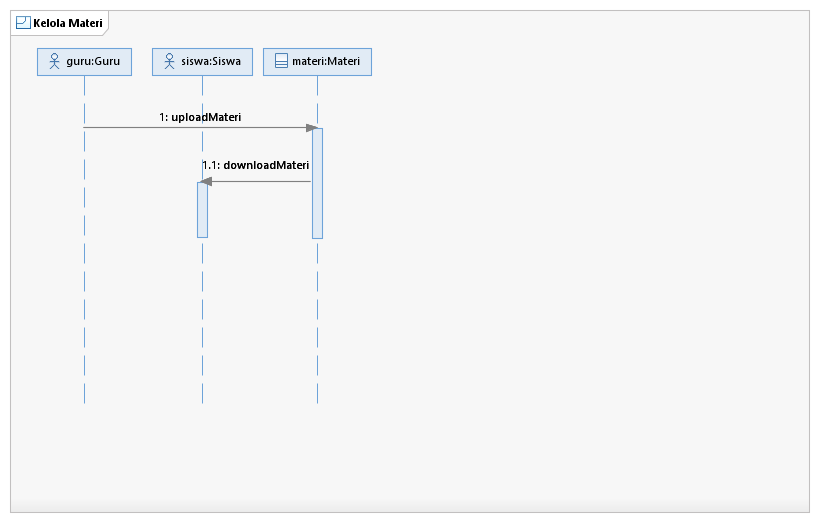 Kelola Materi
guru:Guru
siswa:Siswa
materi:Materi
1: uploadMateri
1.1: downloadMateri